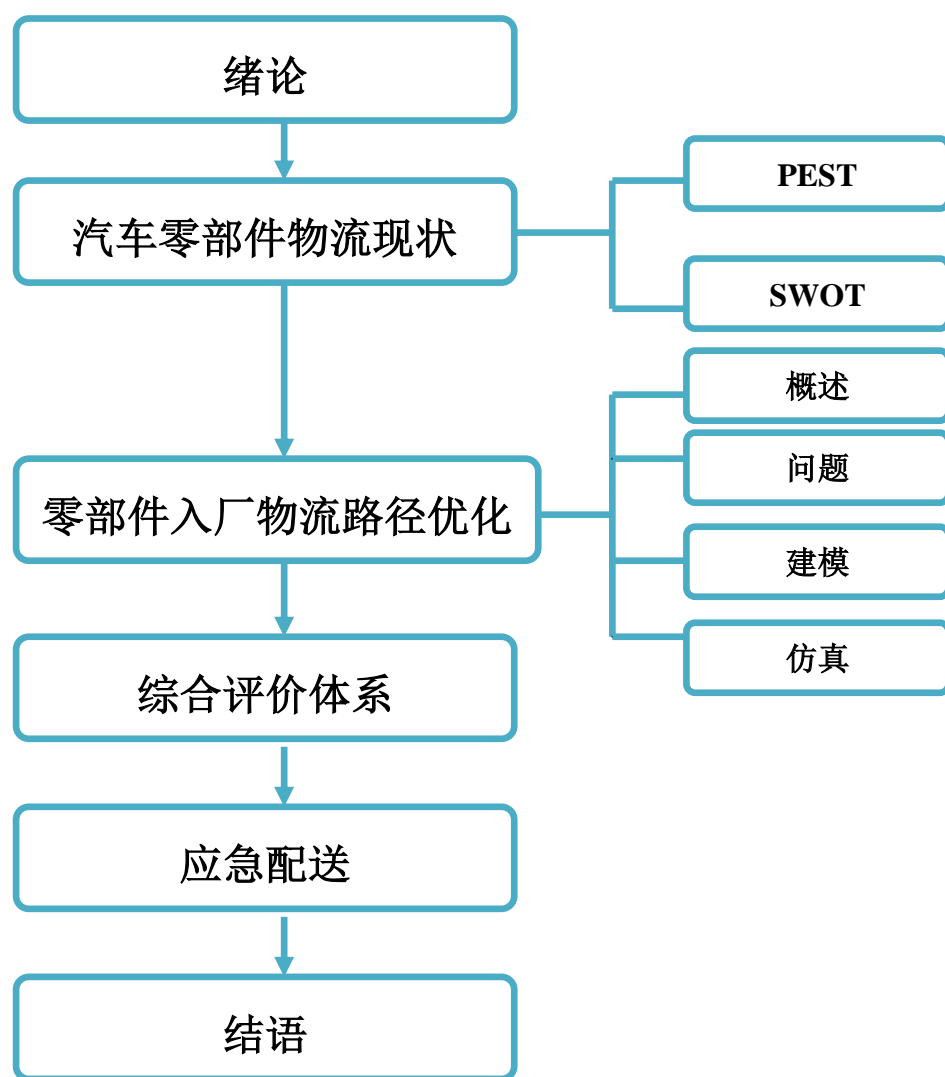 绪论
汽车零部件物流现状
PEST
SWOT
零部件入厂物流路径优化
概述
问题
建模
仿真
综合评价体系
应急配送
结语